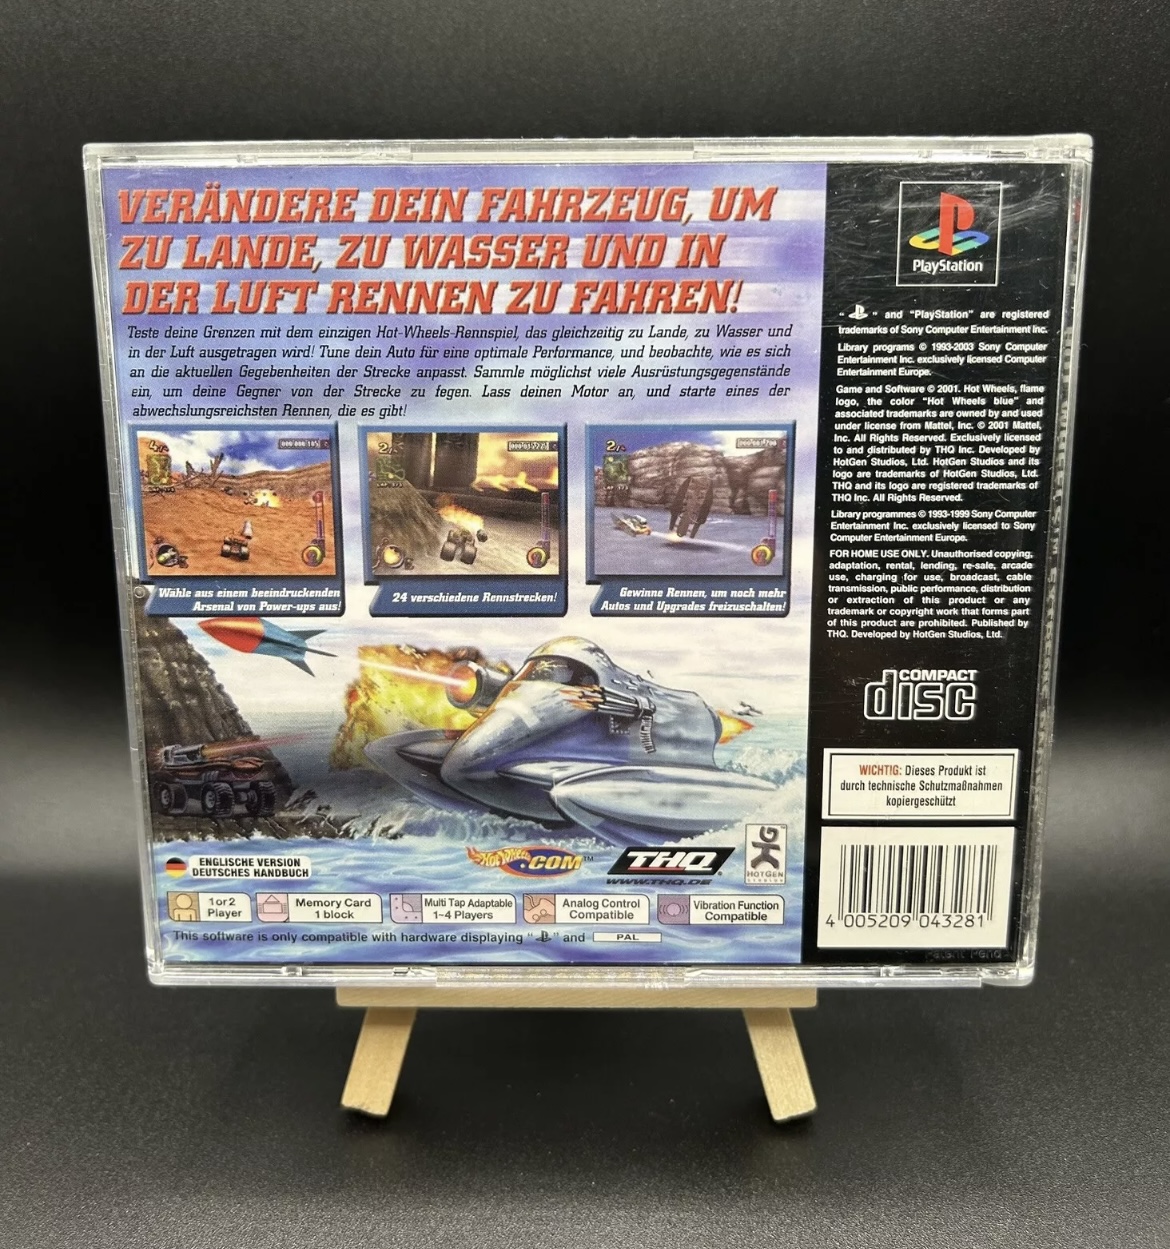 VERÄNDERE DEIN FAHRZEUG, UM
ZU LANDE, ZU WASSER UND IN
DER LUFT RENNEN ZU FAHREN!
Teste deine Grenzen mit dem einzigen Hot-Wheels-Rennspiel, das gleichzeitig zu Lande, zu Wasser und
in der Luft ausgetragen wird! Tune dein Auto für eine optimale Performance, und beobachte, wie es sich
an die aktuellen Gegebenheiten der Strecke anpasst. Sammle möglichst viele Ausrüstungsgegenstände
ein, um deine Gegner von der Strecke zu fegen. Lass deinen Motor an, und starte eines der
abwechslungsreichsten Rennen, die es gibt!
Wähle aus einem beeindruckenden
Arsenal von Power-ups aus!
24 verschiedene Rennstrecken!
Gewinne Rennen, um noch mehr
Autos und Upgrades freizuschalten!
ENGLISCHE VERSION
DEUTSCHES HANDBUCH
HOT WHEELS.COM™
THQ®
WWW.THQ.DE
HOTGEN
STUDIOS
1 or 2
Player
Memory Card
1 block
Multi Tap Adaptable
1~4 Players
Analog Control
Compatible
Vibration Function
Compatible
This software is only compatible with hardware displaying " " and PAL
PlayStation
" " and "PlayStation" are registered
trademarks of Sony Computer Entertainment Inc.
Library programs © 1993-2003 Sony Computer
Entertainment Inc. exclusively licensed Computer
Entertainment Europe.
Game and Software © 2001. Hot Wheels, flame
logo, the color "Hot Wheels blue" and
associated trademarks are owned by and used
under license from Mattel, Inc. © 2001 Mattel,
Inc. All Rights Reserved. Exclusively licensed
to and distributed by THQ Inc. Developed by
HotGen Studios, Ltd. HotGen Studios and its
logo are trademarks of HotGen Studios, Ltd.
THQ and its logo are registered trademarks of
THQ Inc. All Rights Reserved.
Library programmes © 1993-1999 Sony Computer
Entertainment Inc. exclusively licensed to Sony
Computer Entertainment Europe.
FOR HOME USE ONLY. Unauthorised copying,
adaptation, rental, lending, re-sale, arcade
use, charging for use, broadcast, cable
transmission, public performance, distribution
or extraction of this product or any
trademark or copyright work that forms part
of this product are prohibited. Published by
THQ. Developed by HotGen Studios, Ltd.
COMPACT
disc
WICHTIG: Dieses Produkt ist
durch technische Schutzmaßnahmen
kopiergeschützt
4 005209 043281